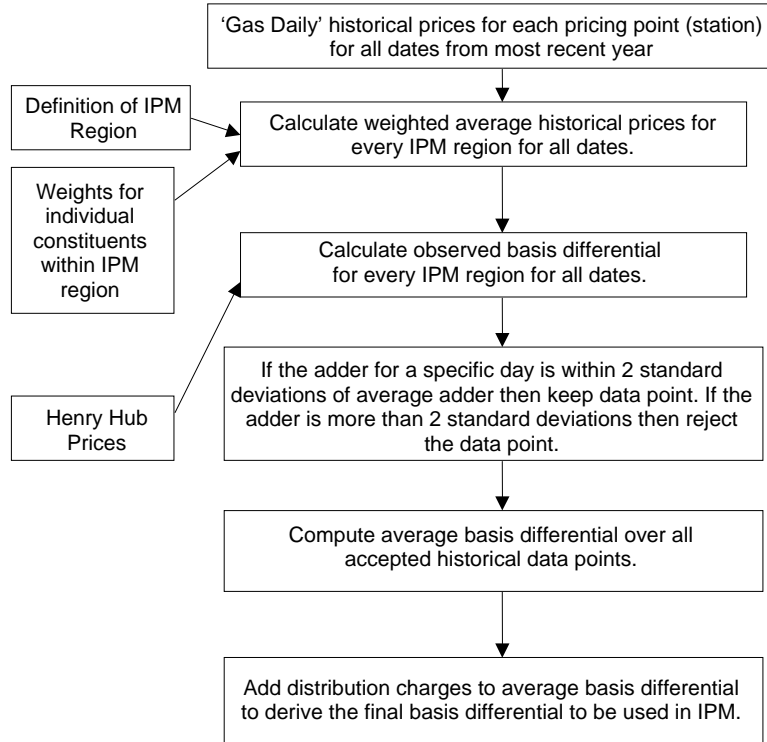 ‘Gas Daily’ historical prices for each pricing point (station)
for all dates from most recent year
Definition of IPM
Region
Calculate weighted average historical prices for
every IPM region for all dates.
Weights for
individual
constituents
within IPM
region
Calculate observed basis differential
for every IPM region for all dates.
Henry Hub
Prices
If the adder for a specific day is within 2 standard
deviations of average adder then keep data point. If the
adder is more than 2 standard deviations then reject
the data point.
Compute average basis differential over all
accepted historical data points.
Add distribution charges to average basis differential
to derive the final basis differential to be used in IPM.